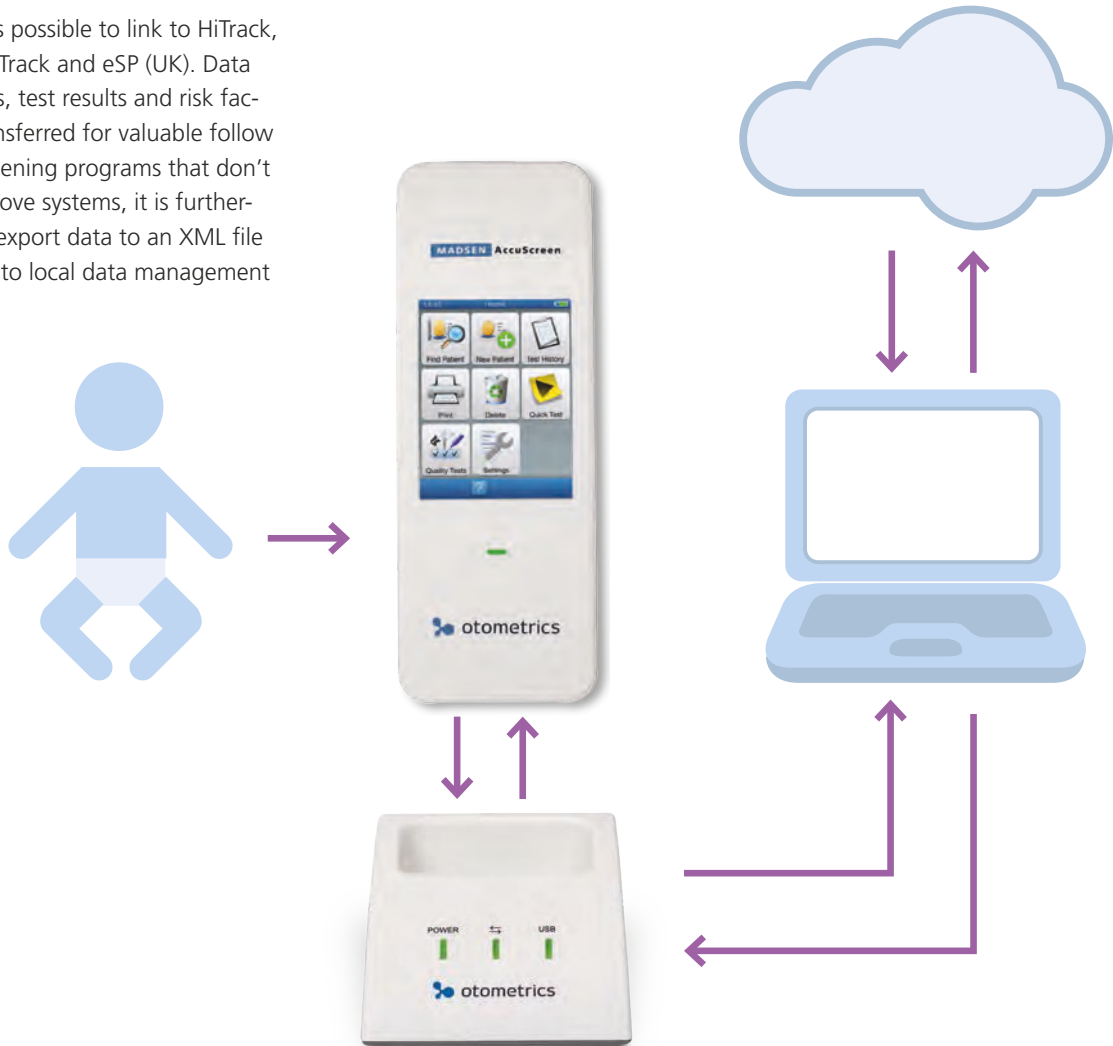 s possible to link to HiTrack,
Track and eSP (UK). Data
s, test results and risk fac-
nsferred for valuable follow
ening programs that don't
ove systems, it is further-
export data to an XML file
to local data management
MADSEN AccuScreen
Home
Find Patient New Patient Test History
Print Delete Quick Test
Quality Tests Settings
?
otometrics
POWER USB
otometrics